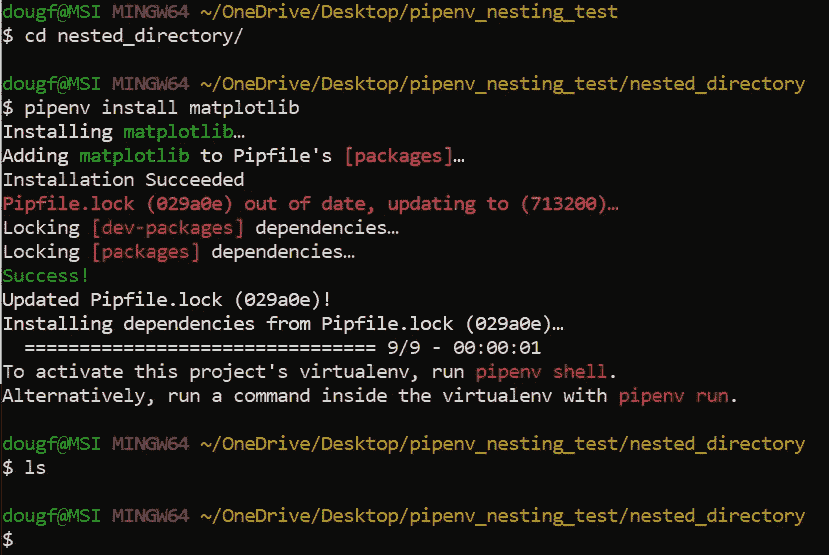 dougf@MSI MINGW64 ~/OneDrive/Desktop/pipenv_nesting_test
$ cd nested_directory/
dougf@MSI MINGW64 ~/OneDrive/Desktop/pipenv_nesting_test/nested_directory
$ pipenv install matplotlib
Installing matplotlib…
Adding matplotlib to Pipfile's [packages]…
Installation Succeeded
Pipfile.lock (029a0e) out of date, updating to (713200)…
Locking [dev-packages] dependencies…
Locking [packages] dependencies…
Success!
Updated Pipfile.lock (029a0e)!
Installing dependencies from Pipfile.lock (029a0e)…
  ================================ 9/9 - 00:00:01
To activate this project's virtualenv, run pipenv shell.
Alternatively, run a command inside the virtualenv with pipenv run.
dougf@MSI MINGW64 ~/OneDrive/Desktop/pipenv_nesting_test/nested_directory
$ ls
dougf@MSI MINGW64 ~/OneDrive/Desktop/pipenv_nesting_test/nested_directory
$